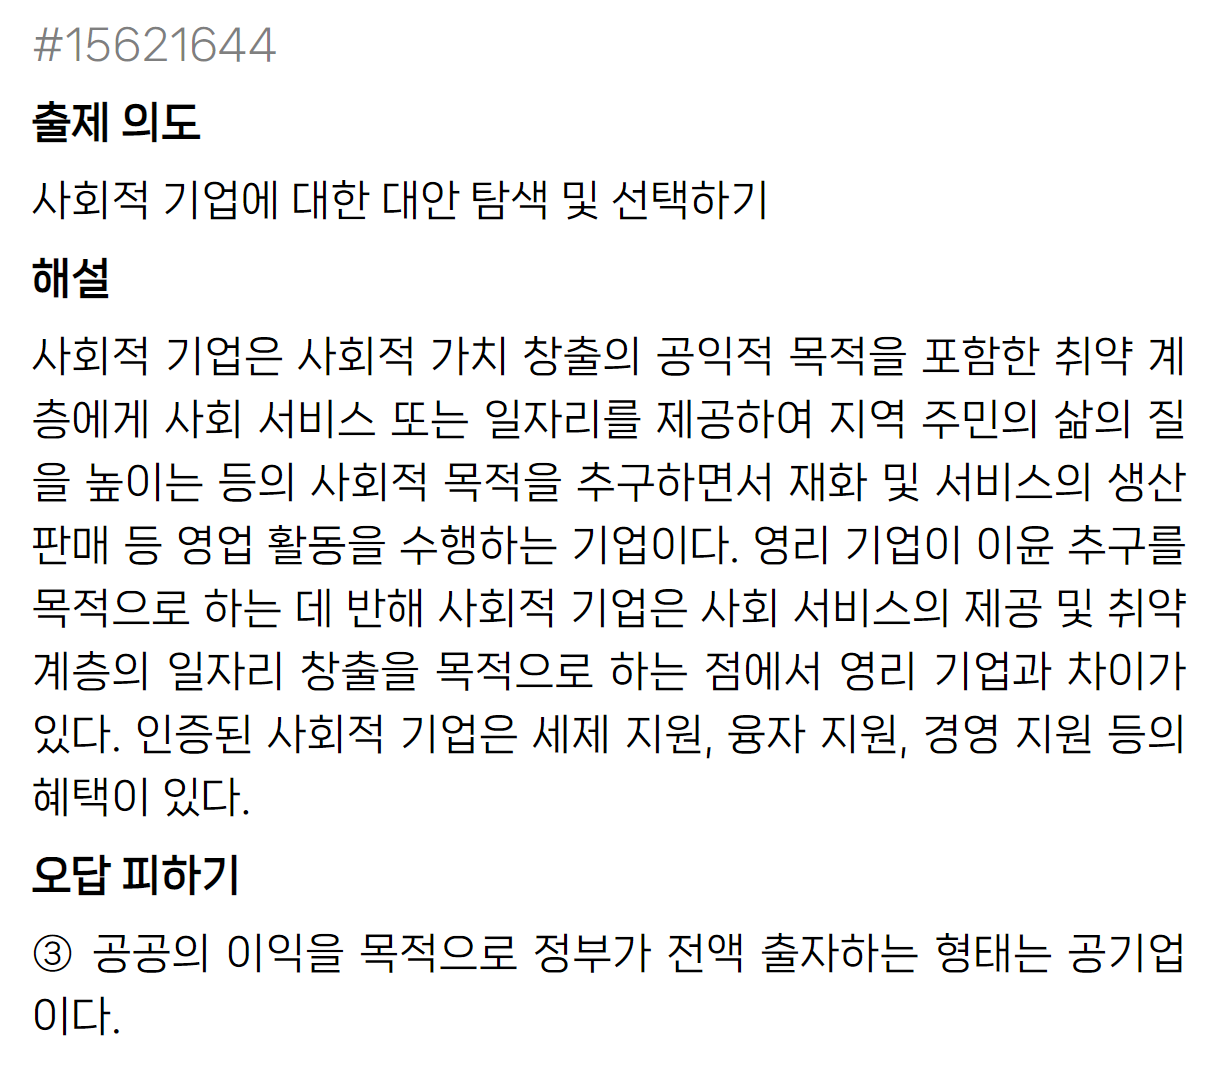 #15621644
출제 의도
사회적 기업에 대한 대안 탐색 및 선택하기
해설
사회적 기업은 사회적 가치 창출의 공익적 목적을 포함한 취약 계
층에게 사회 서비스 또는 일자리를 제공하여 지역 주민의 삶의 질
을 높이는 등의 사회적 목적을 추구하면서 재화 및 서비스의 생산
판매 등 영업 활동을 수행하는 기업이다. 영리 기업이 이윤 추구를
목적으로 하는 데 반해 사회적 기업은 사회 서비스의 제공 및 취약
계층의 일자리 창출을 목적으로 하는 점에서 영리 기업과 차이가
있다. 인증된 사회적 기업은 세제 지원, 융자 지원, 경영 지원 등의
혜택이 있다.
오답 피하기
③ 공공의 이익을 목적으로 정부가 전액 출자하는 형태는 공기업
이다.